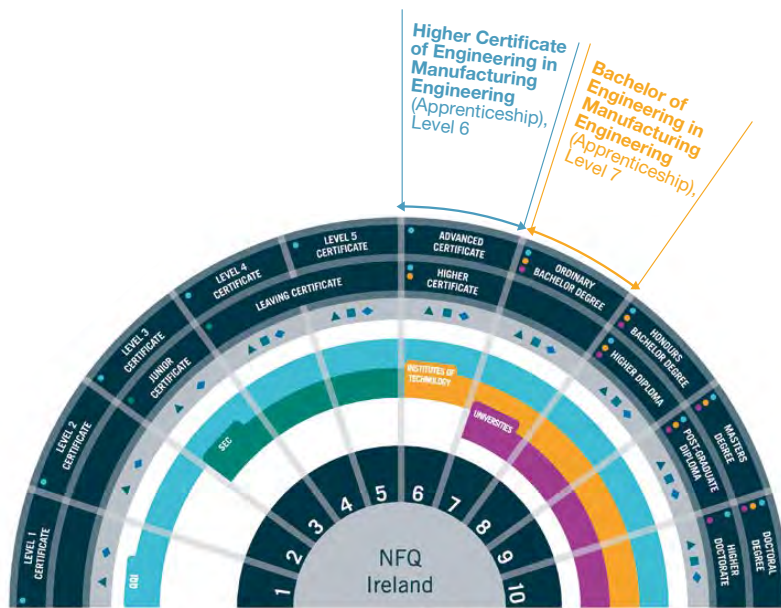 Higher Certificate
of Engineering in
Manufacturing
Engineering
(Apprenticeship),
Level 6
Bachelor of
Engineering in
Manufacturing
Engineering
(Apprenticeship),
Level 7
LEVEL 1
CERTIFICATE
LEVEL 2
CERTIFICATE
LEVEL 3
CERTIFICATE
LEVEL 4
CERTIFICATE
LEVEL 5
CERTIFICATE
ADVANCED
CERTIFICATE
ORDINARY
BACHELOR DEGREE
HONOURS
BACHELOR DEGREE
MASTERS
DEGREE
DOCTORAL
DEGREE
JUNIOR
CERTIFICATE
LEAVING CERTIFICATE
HIGHER
CERTIFICATE
HIGHER DIPLOMA
POST-GRADUATE
DIPLOMA
HIGHER
DOCTORATE
QQI
SEC
INSTITUTES OF
TECHNOLOGY
UNIVERSITIES
1
2
3
4
5
6
7
8
9
10
NFQ
Ireland